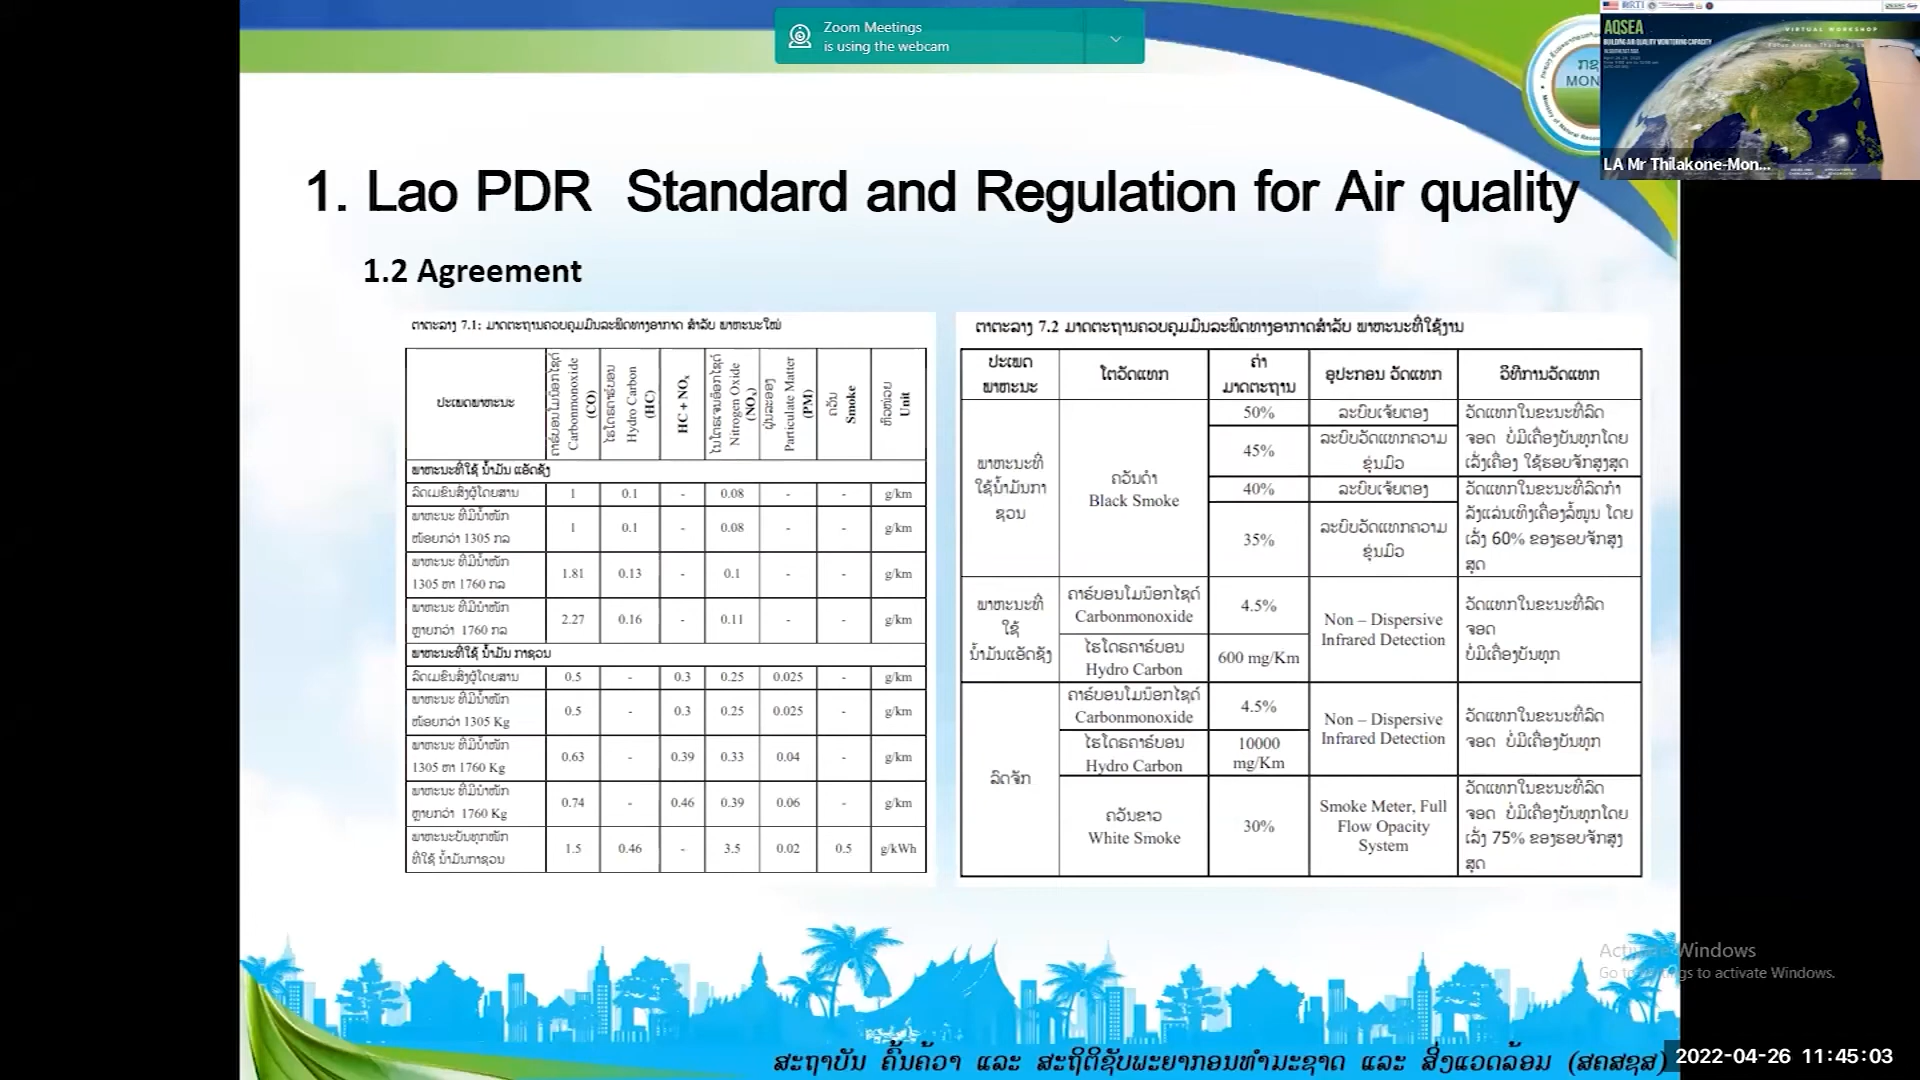 Zoom Meetings
is using the webcam
AQSEA
BUILDING AIR QUALITY MONITORING CAPACITY
VIRTUAL WORKSHOP
LA Mr Thilakone-Mon...
1. Lao PDR Standard and Regulation for Air quality
1.2 Agreement
ຕາຕະລາງ 7.1: ມາດຕະຖານຄວບຄຸມມົນລະພິດທາງອາກາດ ສຳລັບ ພາຫະນະໃໝ່
ປະເພດພາຫະນະ
ຄາຣ໌ບອນໂມນ໊ອກໄຊດ໌ Carbonmonoxide (CO)
ໄຮໂດຣຄາຣ໌ບອນ Hydro Carbon (HC)
HC + NOx
ໄນໂຕຣເຈນອ໊ອກໄຊດ໌ Nitrogen Oxide (NOx)
ຝຸ່ນລະອອງ Particulate Matter (PM)
ຄວັນ Smoke
ຫົວໜ່ວຍ Unit
ພາຫະນະທີ່ໃຊ້ ນ້ຳມັນ ແອັດຊັງ
ລົດເມຂົນສົ່ງຜູ້ໂດຍສານ 1 0.1 - 0.08 - - g/km
ພາຫະນະ ທີ່ມີນ້ຳໜັກ
ໜ້ອຍກວ່າ 1305 ກລ 1 0.1 - 0.08 - - g/km
ພາຫະນະ ທີ່ມີນ້ຳໜັກ
1305 ຫາ 1760 ກລ 1.81 0.13 - 0.1 - - g/km
ພາຫະນະ ທີ່ມີນ້ຳໜັກ
ຫຼາຍກວ່າ 1760 ກລ 2.27 0.16 - 0.11 - - g/km
ພາຫະນະທີ່ໃຊ້ ນ້ຳມັນ ກາຊວນ
ລົດເມຂົນສົ່ງຜູ້ໂດຍສານ 0.5 - 0.3 0.25 0.025 - g/km
ພາຫະນະ ທີ່ມີນ້ຳໜັກ
ໜ້ອຍກວ່າ 1305 Kg 0.5 - 0.3 0.25 0.025 - g/km
ພາຫະນະ ທີ່ມີນ້ຳໜັກ
1305 ຫາ 1760 Kg 0.63 - 0.39 0.33 0.04 - g/km
ພາຫະນະ ທີ່ມີນ້ຳໜັກ
ຫຼາຍກວ່າ 1760 Kg 0.74 - 0.46 0.39 0.06 - g/km
ພາຫະນະບັນທຸກໜັກ
ທີ່ໃຊ້ ນ້ຳມັນກາຊວນ 1.5 0.46 - 3.5 0.02 0.5 g/kWh
ຕາຕະລາງ 7.2 ມາດຕະຖານຄວບຄຸມມົນລະພິດທາງອາກາດສຳລັບ ພາຫະນະທີ່ໃຊ້ງານ
ປະເພດ
ພາຫະນະ
ໂຕວັດແທກ
ຄ່າ
ມາດຕະຖານ
ອຸປະກອນ ວັດແທກ
ວິທີການວັດແທກ
ພາຫະນະທີ່
ໃຊ້ນ້ຳມັນກາ
ຊວນ
ຄວັນດຳ
Black Smoke
50% ລະບົບເຈ້ຍຕອງ
45% ລະບົບວັດແທກຄວາມ
ຂຸ່ນມົວ
ວັດແທກໃນຂະນະທີ່ລົດ
ຈອດ ບໍ່ມີເຄື່ອງບັນທຸກໂດຍ
ເລັ່ງເຄື່ອງ ໃຊ້ຮອບຈັກສູງສຸດ
40% ລະບົບເຈ້ຍຕອງ
35% ລະບົບວັດແທກຄວາມ
ຂຸ່ນມົວ
ວັດແທກໃນຂະນະທີ່ລົດກຳ
ລັງແລ່ນເທິງເຄື່ອງລໍ້ໝູນ ໂດຍ
ເລັ່ງ 60% ຂອງຮອບຈັກສູງ
ສຸດ
ພາຫະນະທີ່
ໃຊ້
ນ້ຳມັນແອັດຊັງ
ຄາຣ໌ບອນໂມນ໊ອກໄຊດ໌
Carbonmonoxide
4.5%
ໄຮໂດຣຄາຣ໌ບອນ
Hydro Carbon
600 mg/Km
Non – Dispersive
Infrared Detection
ວັດແທກໃນຂະນະທີ່ລົດ
ຈອດ
ບໍ່ມີເຄື່ອງບັນທຸກ
ລົດຈັກ
ຄາຣ໌ບອນໂມນ໊ອກໄຊດ໌
Carbonmonoxide
4.5%
ໄຮໂດຣຄາຣ໌ບອນ
Hydro Carbon
10000
mg/Km
Non – Dispersive
Infrared Detection
ວັດແທກໃນຂະນະທີ່ລົດ
ຈອດ ບໍ່ມີເຄື່ອງບັນທຸກ
ຄວັນຂາວ
White Smoke
30%
Smoke Meter, Full
Flow Opacity
System
ວັດແທກໃນຂະນະທີ່ລົດ
ຈອດ ບໍ່ມີເຄື່ອງບັນທຸກໂດຍ
ເລັ່ງ 75% ຂອງຮອບຈັກສູງ
ສຸດ
Activate Windows
Go to Settings to activate Windows.
ສະຖາບັນ ຄົ້ນຄ້ວາ ແລະ ສະຖິຕິຊັບພະຍາກອນທຳມະຊາດ ແລະ ສິ່ງແວດລ້ອມ (ສຄສຊສ)
2022-04-26 11:45:03